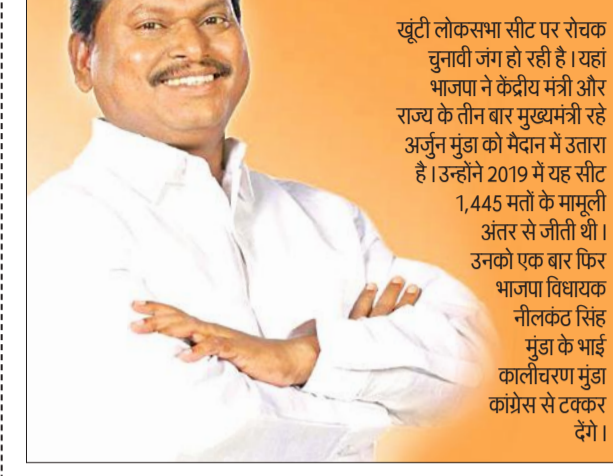 खूंटी लोकसभा सीट पर रोचक
चुनावी जंग हो रही है। यहां
भाजपा ने केंद्रीय मंत्री और
राज्य के तीन बार मुख्यमंत्री रहे
अर्जुन मुंडा को मैदान में उतारा
है। उन्होंने 2019 में यह सीट
1,445 मतों के मामूली
अंतर से जीती थी।
उनको एक बार फिर
भाजपा विधायक
नीलकंठ सिंह
मुंडा के भाई
कालीचरण मुंडा
कांग्रेस से टक्कर
देंगे।